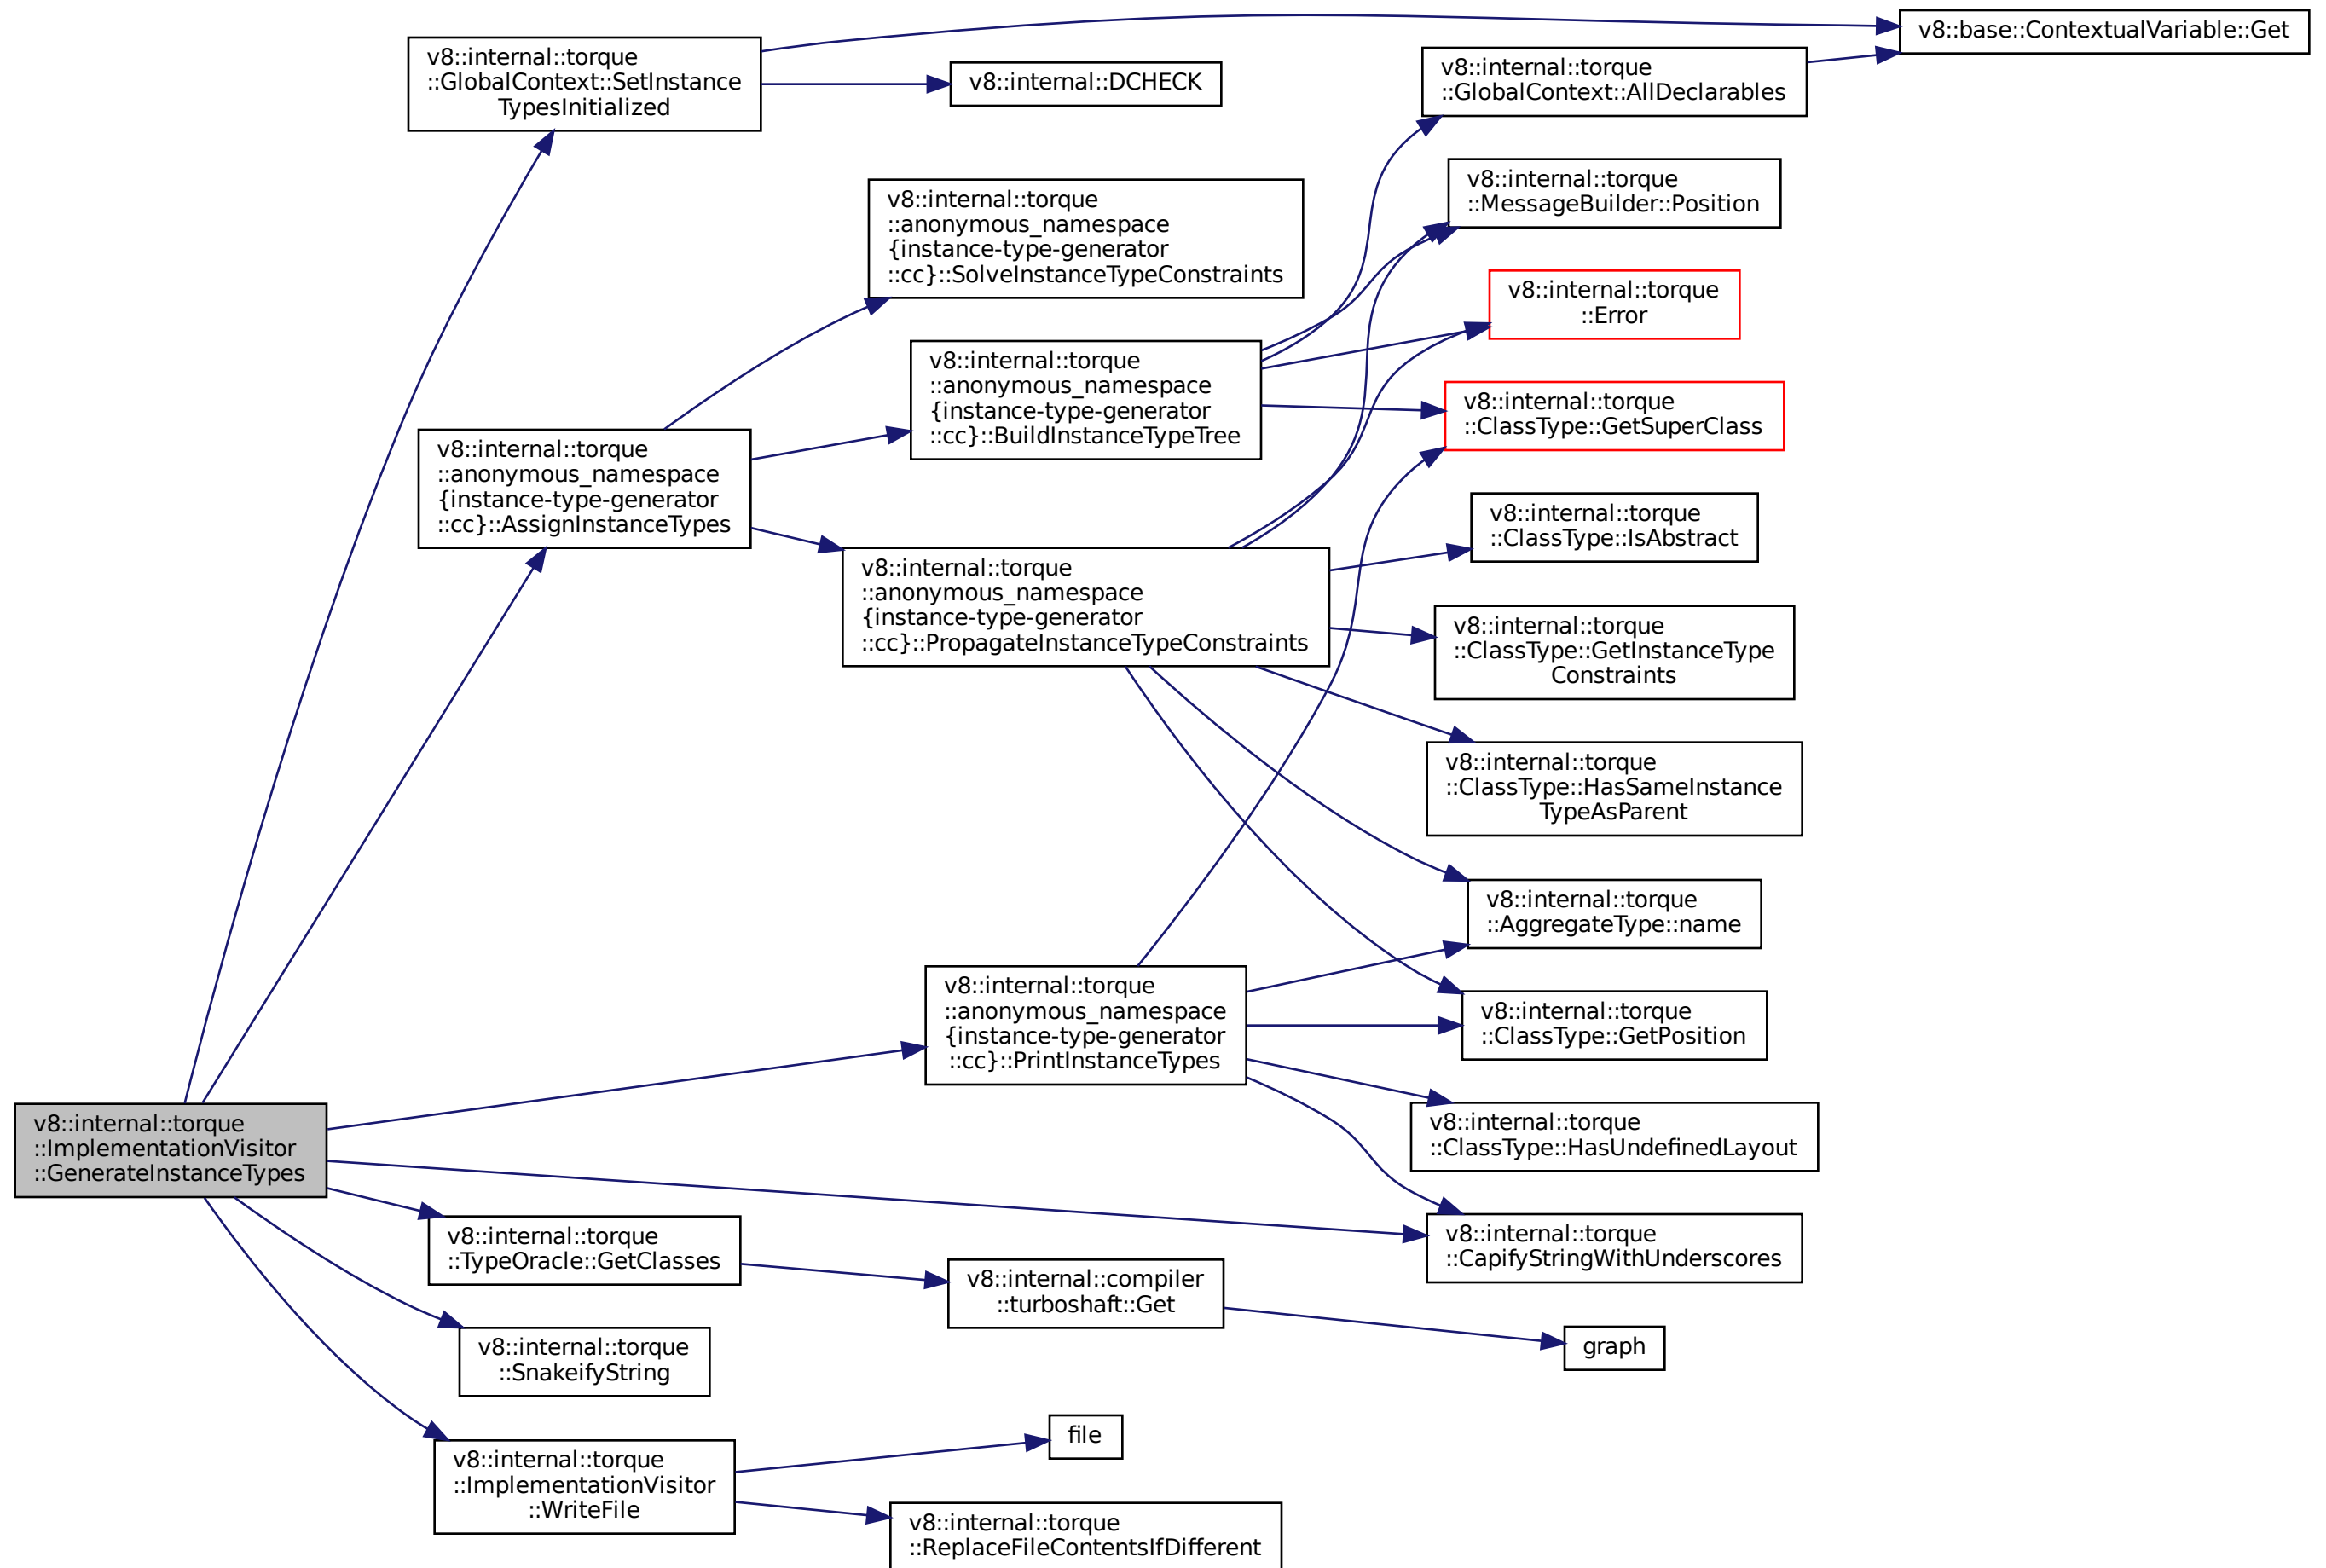 v8::base::ContextualVariable::Get
v8::internal::torque
::GlobalContext::SetInstance
TypesInitialized
v8::internal::torque
::GlobalContext::AllDeclarables
v8::internal::DCHECK
v8::internal::torque
::MessageBuilder::Position
v8::internal::torque
::anonymous_namespace
{instance-type-generator
::cc}::SolveInstanceTypeConstraints
v8::internal::torque
::Error
v8::internal::torque
::anonymous_namespace
{instance-type-generator
::cc}::BuildInstanceTypeTree
v8::internal::torque
::ClassType::GetSuperClass
v8::internal::torque
::anonymous_namespace
{instance-type-generator
::cc}::AssignInstanceTypes
v8::internal::torque
::ClassType::IsAbstract
v8::internal::torque
::anonymous_namespace
{instance-type-generator
::cc}::PropagateInstanceTypeConstraints
v8::internal::torque
::ClassType::GetInstanceType
Constraints
v8::internal::torque
::ClassType::HasSameInstance
TypeAsParent
v8::internal::torque
::AggregateType::name
v8::internal::torque
::anonymous_namespace
{instance-type-generator
::cc}::PrintInstanceTypes
v8::internal::torque
::ClassType::GetPosition
v8::internal::torque
::ImplementationVisitor
::GenerateInstanceTypes
v8::internal::torque
::ClassType::HasUndefinedLayout
v8::internal::torque
::TypeOracle::GetClasses
v8::internal::torque
::CapifyStringWithUnderscores
v8::internal::compiler
::turboshaft::Get
v8::internal::torque
::SnakeifyString
graph
file
v8::internal::torque
::ImplementationVisitor
::WriteFile
v8::internal::torque
::ReplaceFileContentsIfDifferent